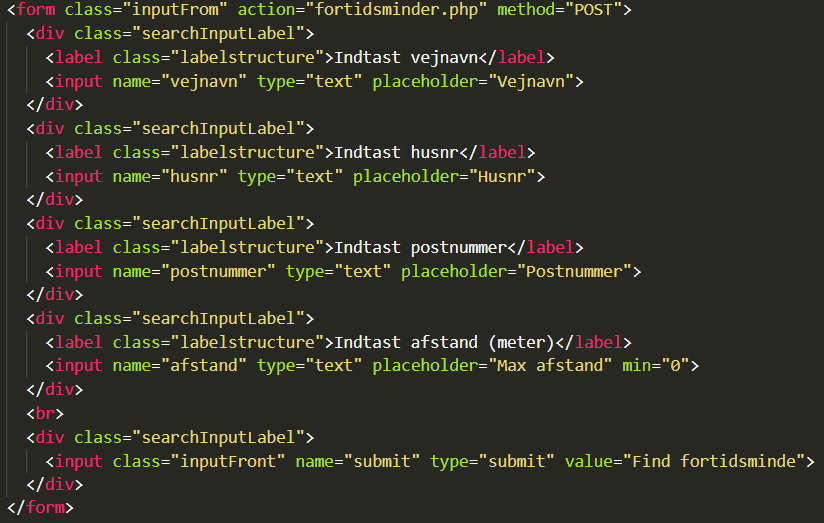 <form class="inputFrom" action="fortidsminder.php" method="POST">
<div class="searchInputLabel">
<label class="labelstructure">Indtast vejnavn</label>
<input name="vejnavn" type="text" placeholder="Vejnavn">
</div>
<div class="searchInputLabel">
<label class="labelstructure">Indtast husnr</label>
<input name="husnr" type="text" placeholder="Husnr">
</div>
<div class="searchInputLabel">
<label class="labelstructure">Indtast postnummer</label>
<input name="postnummer" type="text" placeholder="Postnummer">
</div>
<div class="searchInputLabel">
<label class="labelstructure">Indtast afstand (meter)</label>
<input name="afstand" type="text" placeholder="Max afstand" min="0">
</div>
<br>
<div class="searchInputLabel">
<input class="inputFront" name="submit" type="submit" value="Find fortidsminde">
</div>
</form>